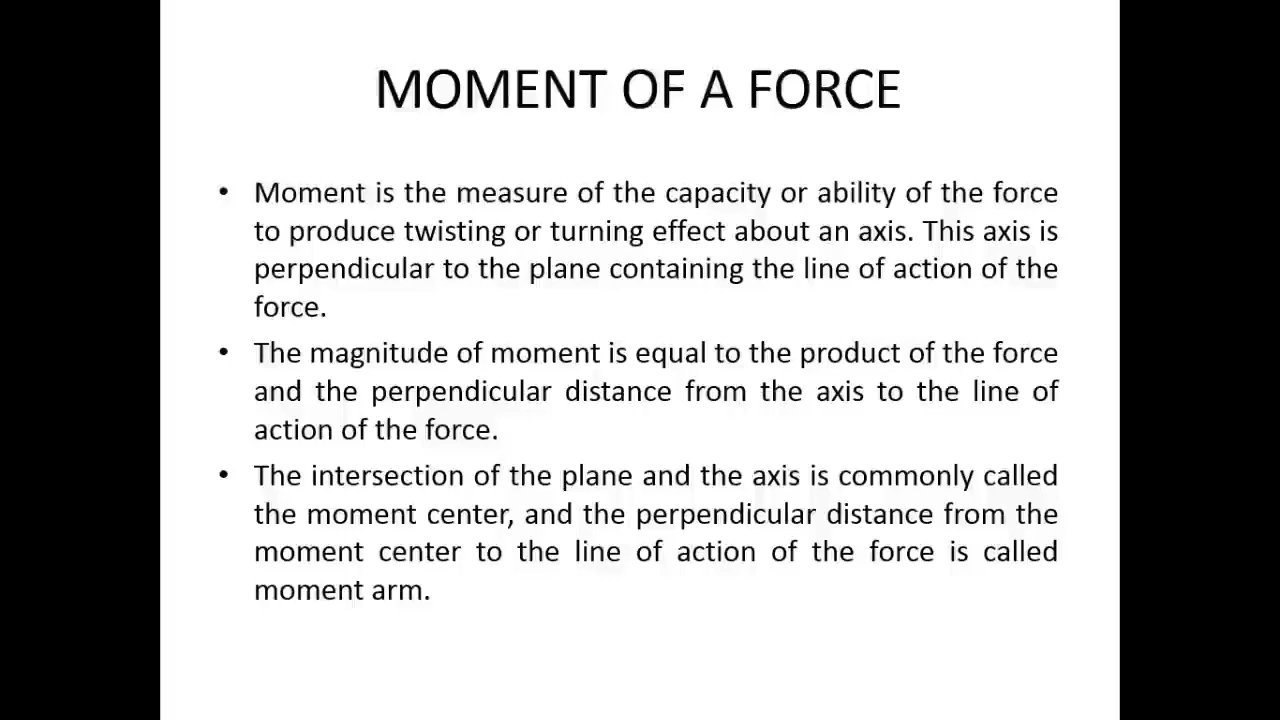 MOMENT OF A FORCE
• Moment is the measure of the capacity or ability of the force
to produce twisting or turning effect about an axis. This axis is
perpendicular to the plane containing the line of action of the
force.
• The magnitude of moment is equal to the product of the force
and the perpendicular distance from the axis to the line of
action of the force.
• The intersection of the plane and the axis is commonly called
the moment center, and the perpendicular distance from the
moment center to the line of action of the force is called
moment arm.